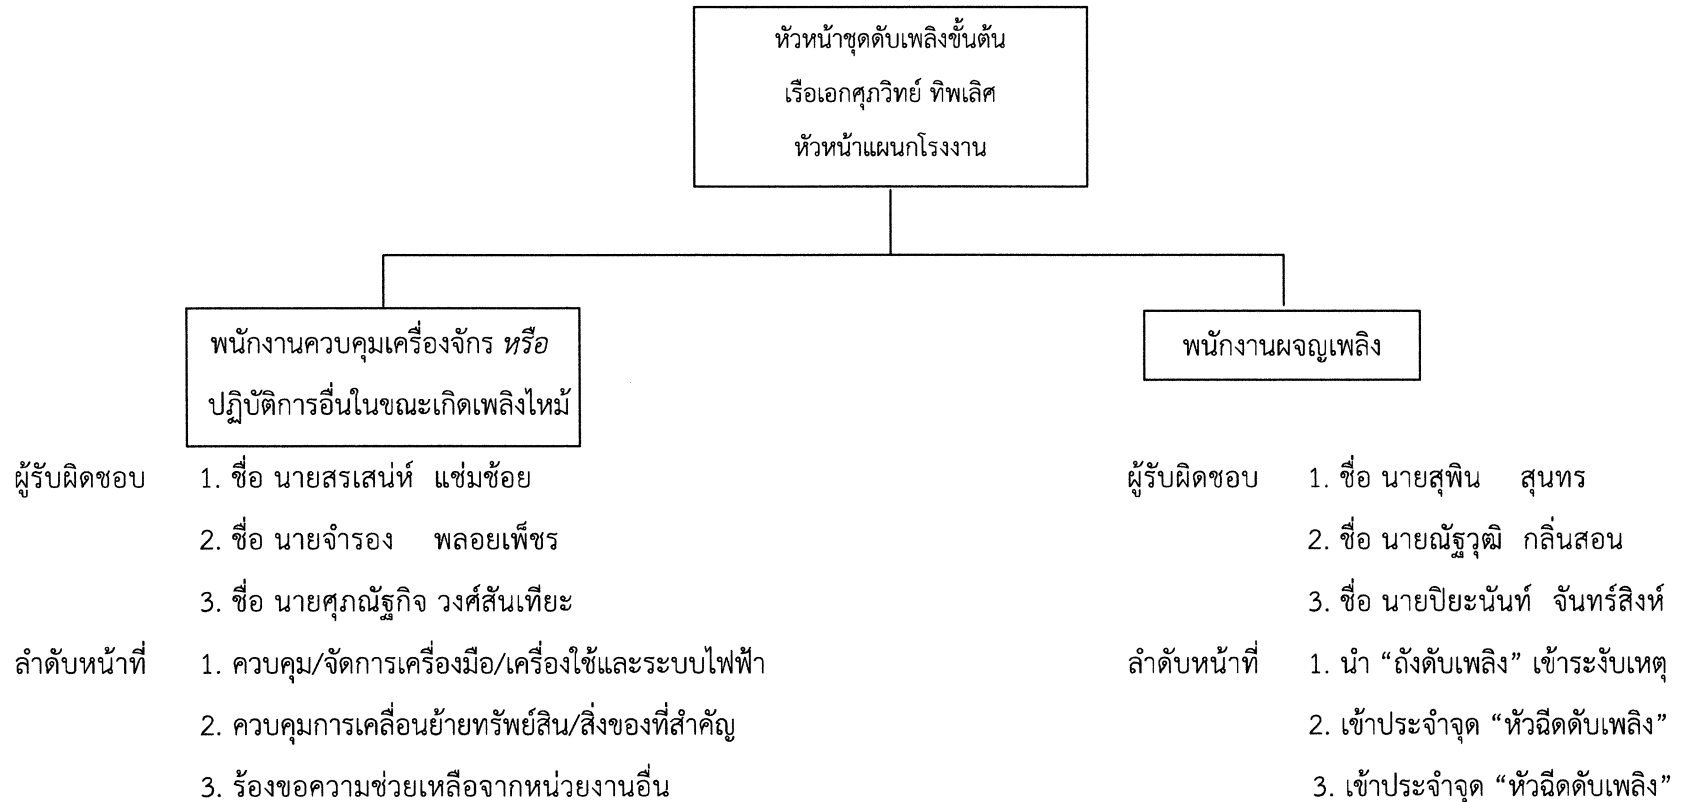 หัวหน้าชุดดับเพลิงขั้นต้น
เรือเอกศุภวิทย์ ทิพเลิศ
หัวหน้าแผนกโรงงาน
พนักงานควบคุมเครื่องจักร หรือ
ปฏิบัติการอื่นในขณะเกิดเพลิงไหม้
ผู้รับผิดชอบ 1. ชื่อ นายสรเสน่ห์ แช่มช้อย
2. ชื่อ นายจำรอง พลอยเพ็ชร
3. ชื่อ นายศุภณัฐกิจ วงศ์สันเทียะ
ลำดับหน้าที่ 1. ควบคุม/จัดการเครื่องมือ/เครื่องใช้และระบบไฟฟ้า
2. ควบคุมการเคลื่อนย้ายทรัพย์สิน/สิ่งของที่สำคัญ
3. ร้องขอความช่วยเหลือจากหน่วยงานอื่น
พนักงานผจญเพลิง
ผู้รับผิดชอบ 1. ชื่อ นายสุพิน สุนทร
2. ชื่อ นายณัฐวุฒิ กลิ่นสอน
3. ชื่อ นายปิยะนันท์ จันทร์สิงห์
ลำดับหน้าที่ 1. นำ “ถังดับเพลิง” เข้าระงับเหตุ
2. เข้าประจำจุด “หัวฉีดดับเพลิง”
3. เข้าประจำจุด “หัวฉีดดับเพลิง”